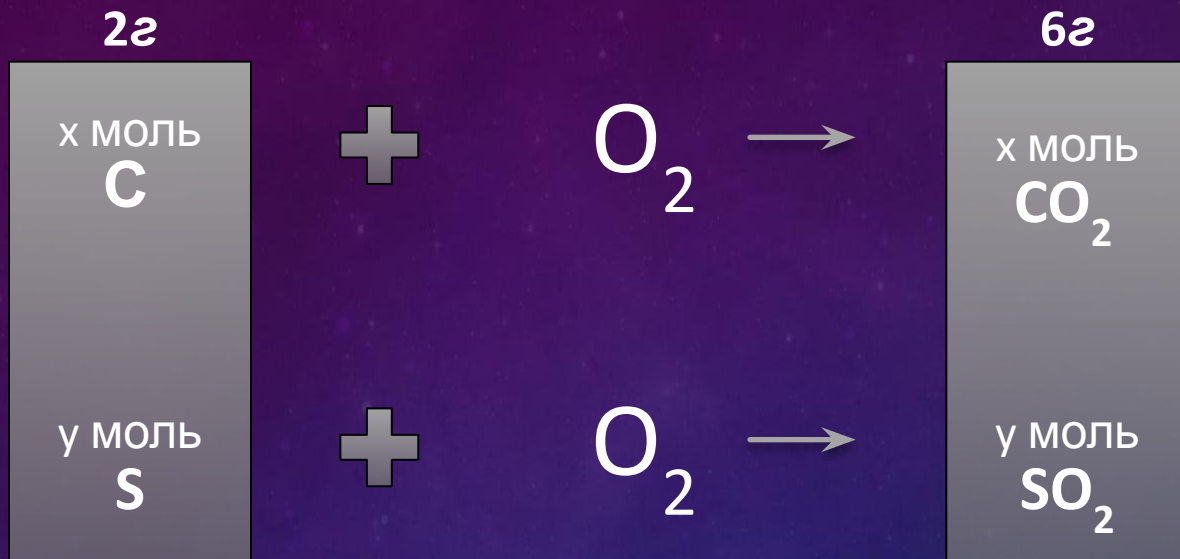 2г
6г
х моль
C
O₂
х моль
CO₂
у моль
S
O₂
у моль
SO₂